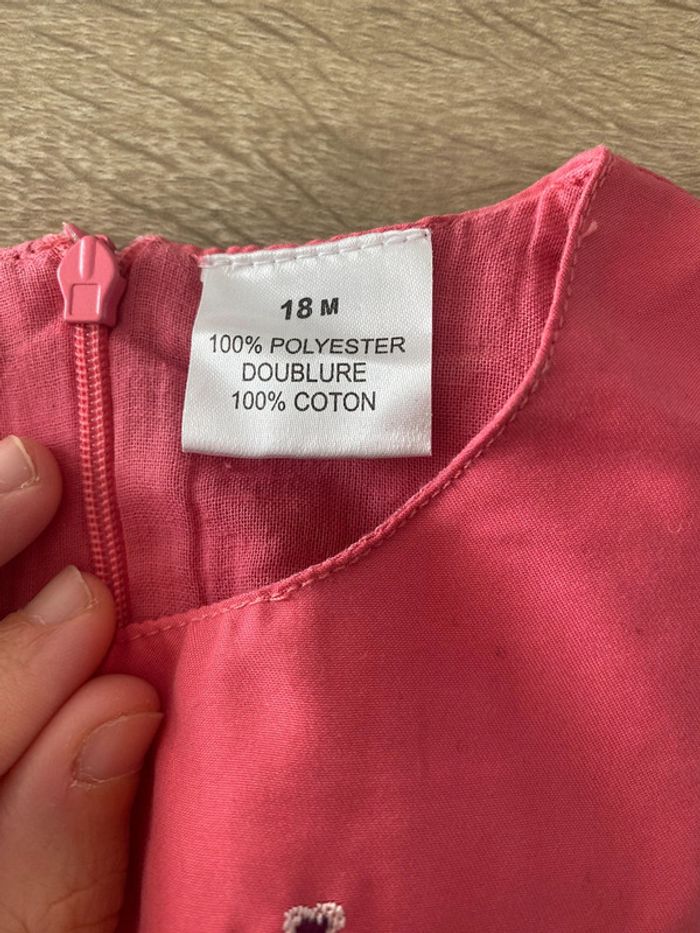 18 M
100% POLYESTER
DOUBLURE
100% COTON